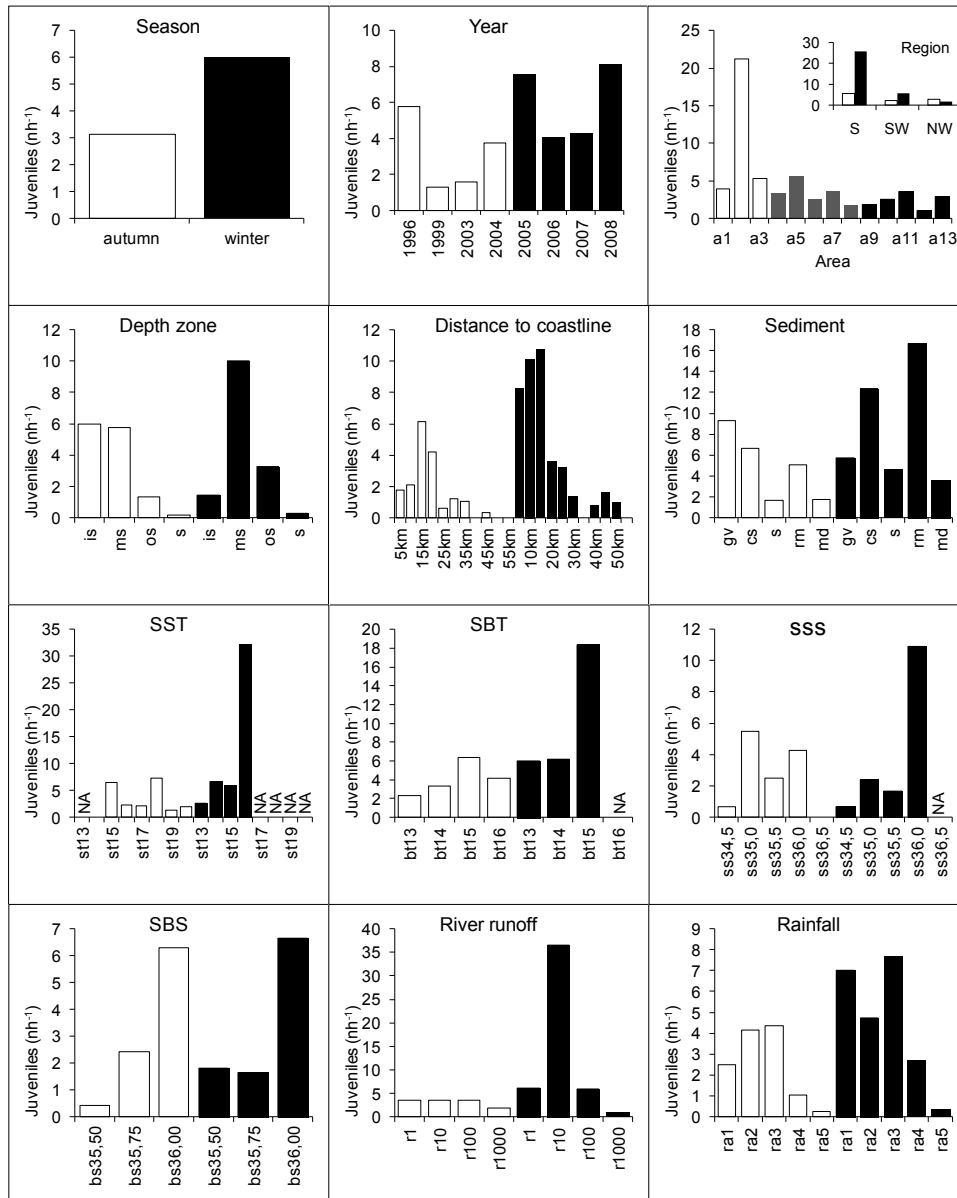 Season
Juveniles (nh-1)
7
6
5
4
3
2
1
0
autumn winter
Year
Juveniles (nh-1)
10
8
6
4
2
0
1996 1999 2003 2004 2005 2006 2007 2008
Juveniles (nh-1)
25
20
15
10
5
0
Region
30
20
10
0
S SW NW
a1 a3 a5 a7 a9 a11 a13
Area
Depth zone
Juveniles (nh-1)
12
10
8
6
4
2
0
is ms os s is ms os s
Distance to coastline
Juveniles (nh-1)
12
10
8
6
4
2
0
5km 15km 25km 35km 45km 55km 10km 20km 30km 40km 50km
Sediment
Juveniles (nh-1)
18
16
14
12
10
8
6
4
2
0
gv cs s rm md gv cs s rm md
SST
Juveniles (nh-1)
35
30
25
20
15
10
5
0
NA NA NA NA NA
st13 st15 st17 st19 st13 st15 st17 st19
SBT
Juveniles (nh-1)
20
18
16
14
12
10
8
6
4
2
0
NA
bt13 bt14 bt15 bt16 bt13 bt14 bt15 bt16
SSS
Juveniles (nh-1)
12
10
8
6
4
2
0
NA
ss34,5 ss35,0 ss35,5 ss36,0 ss36,5 ss34,5 ss35,0 ss35,5 ss36,0 ss36,5
SBS
Juveniles (nh-1)
7
6
5
4
3
2
1
0
bs35,50 bs35,75 bs36,00 bs35,50 bs35,75 bs36,00
River runoff
Juveniles (nh-1)
40
35
30
25
20
15
10
5
0
r1 r10 r100 r1000 r1 r10 r100 r1000
Rainfall
Juveniles (nh-1)
9
8
7
6
5
4
3
2
1
0
ra1 ra2 ra3 ra4 ra5 ra1 ra2 ra3 ra4 ra5